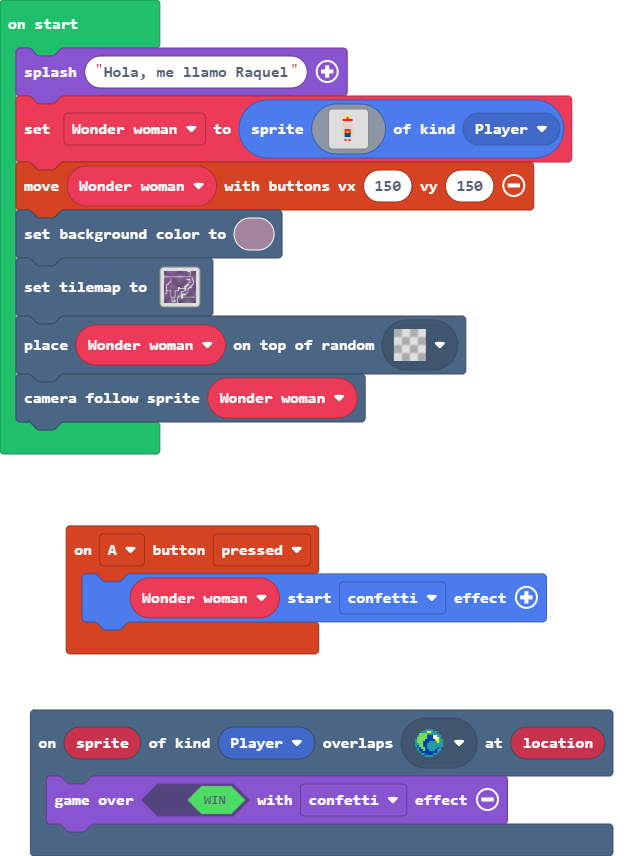 on start
splash "Hola, me llamo Raquel"
set Wonder woman to sprite of kind Player
move Wonder woman with buttons vx 150 vy 150
set background color to
set tilemap to
place Wonder woman on top of random
camera follow sprite Wonder woman
on A button pressed
Wonder woman start confetti effect
on sprite of kind Player overlaps at location
game over WIN with confetti effect